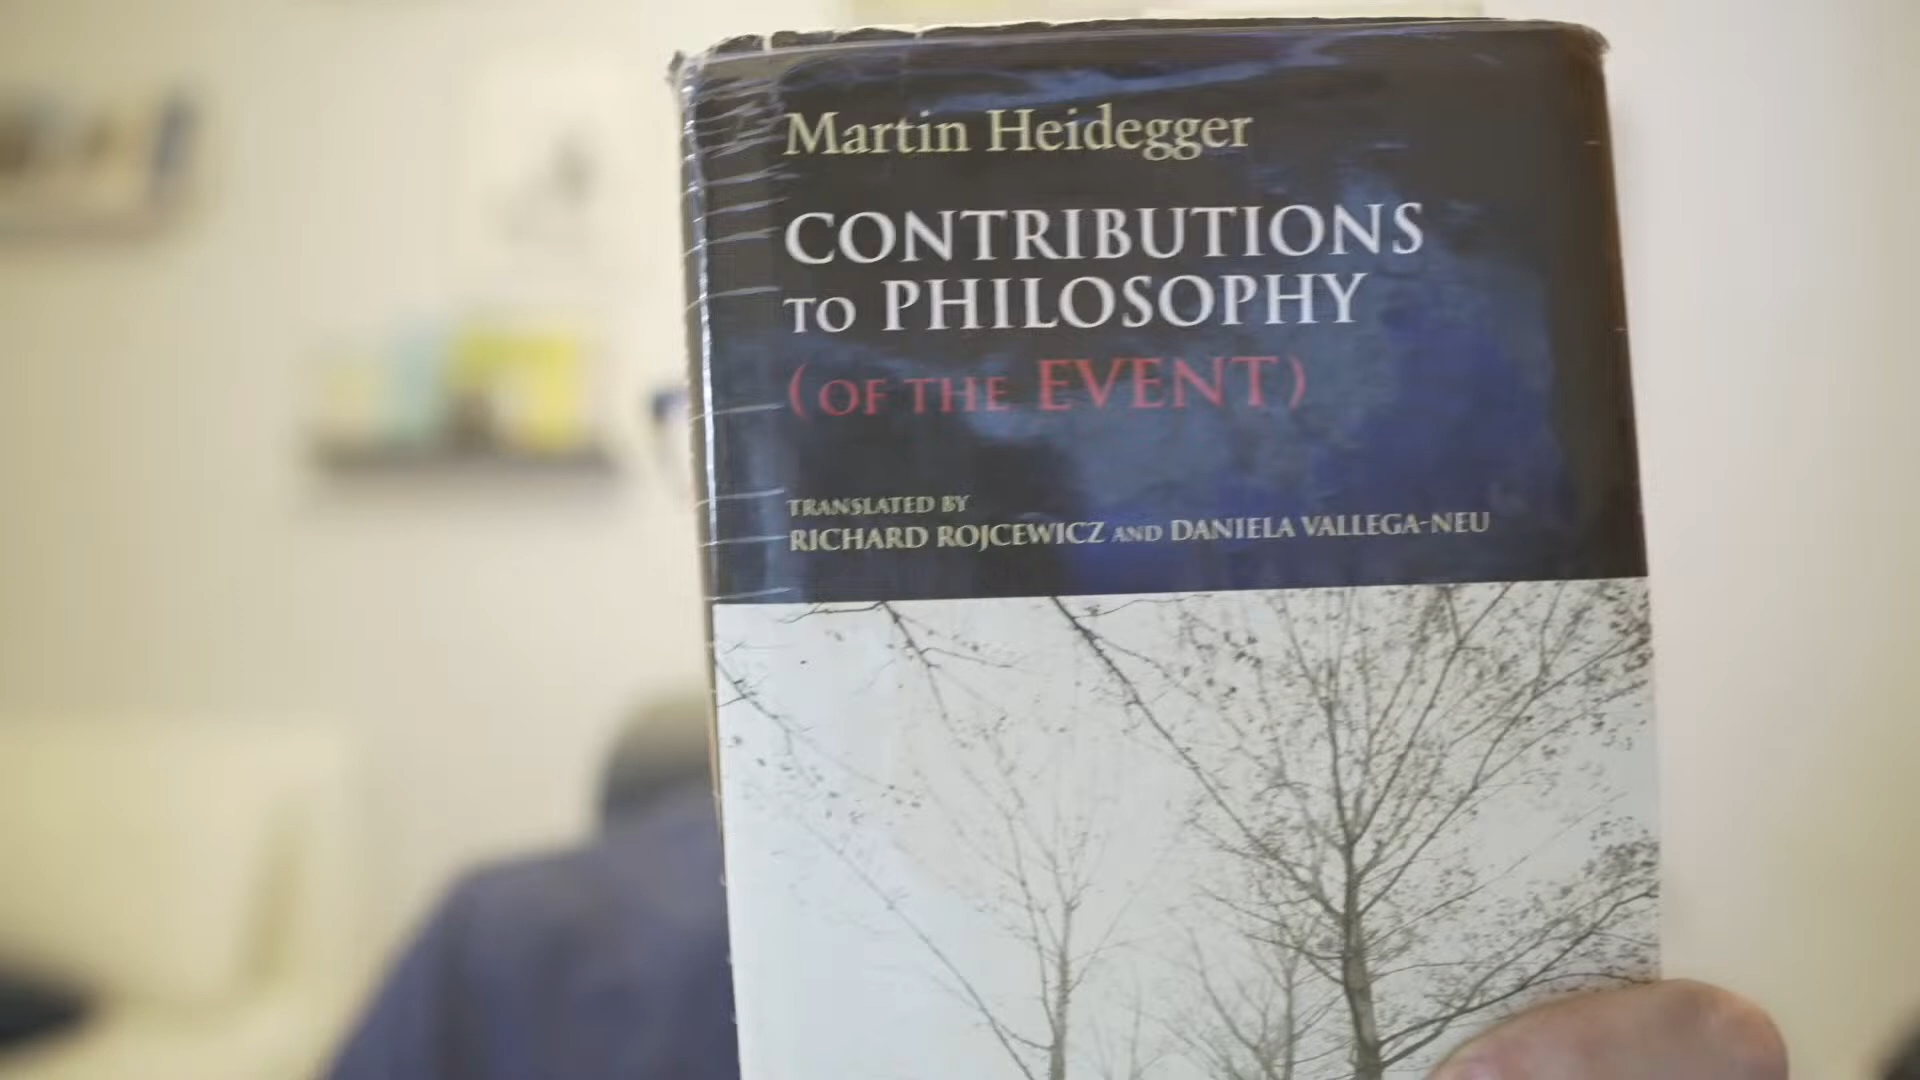 Martin Heidegger
CONTRIBUTIONS
TO PHILOSOPHY
(OF THE EVENT)
TRANSLATED BY
RICHARD ROJCEWICZ AND DANIELA VALLEGA-NEU